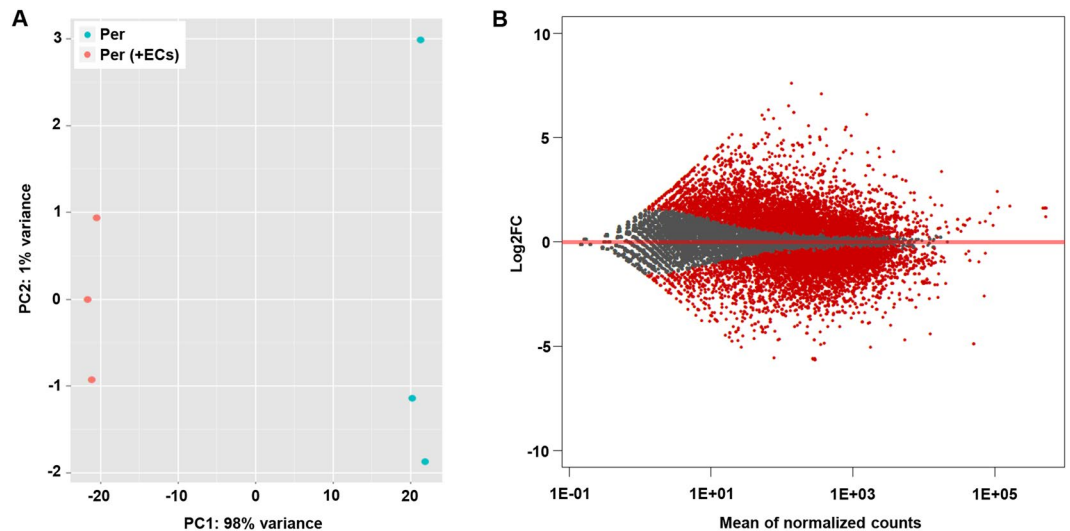 A
Per
Per (+ECs)
3
2
1
0
-1
-2
PC2: 1% variance
-20
-10
0
10
20
PC1: 98% variance
B
10
5
0
-5
-10
Log2FC
1E-01
1E+01
1E+03
1E+05
Mean of normalized counts